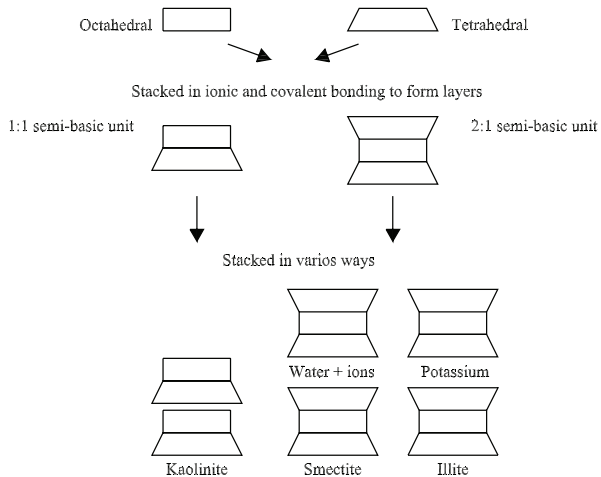 Octahedral
Tetrahedral
Stacked in ionic and covalent bonding to form layers
1:1 semi-basic unit
2:1 semi-basic unit
Stacked in varios ways
Water + ions
Potassium
Kaolinite
Smectite
Illite